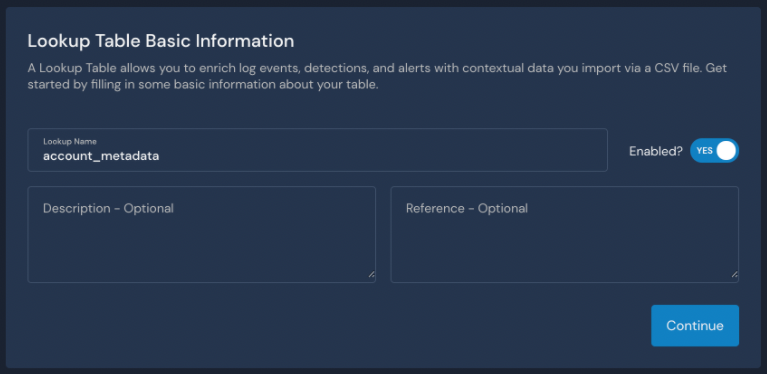 Lookup Table Basic Information
A Lookup Table allows you to enrich log events, detections, and alerts with contextual data you import via a CSV file. Get
started by filling in some basic information about your table.
Lookup Name
account_metadata
Enabled? YES
Description - Optional
Reference - Optional
Continue